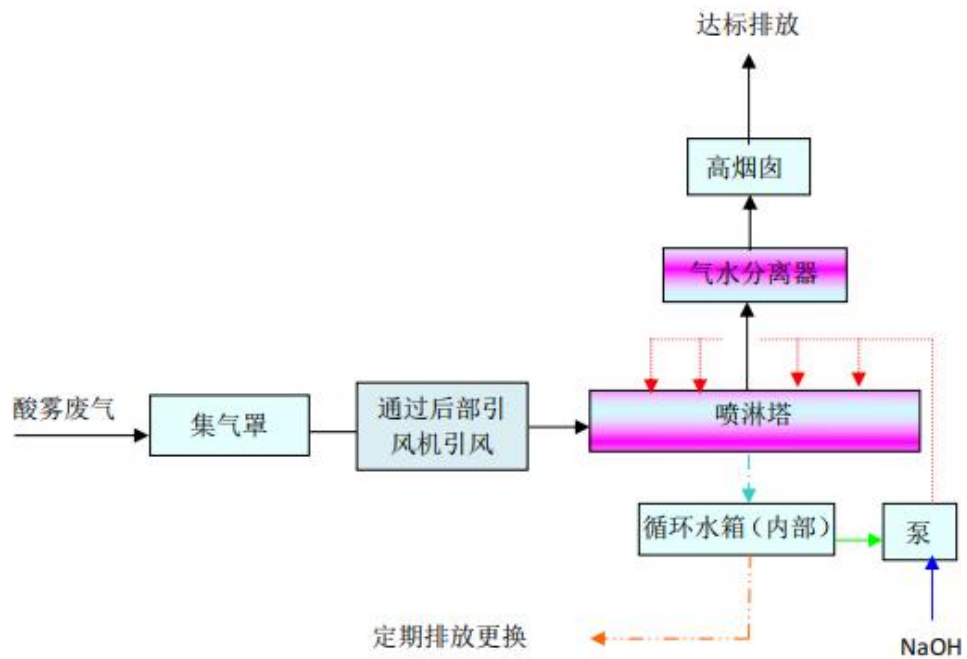 达标排放
高烟囱
气水分离器
酸雾废气
集气罩
通过后部引
风机引风
喷淋塔
循环水箱（内部）
泵
定期排放更换
NaOH